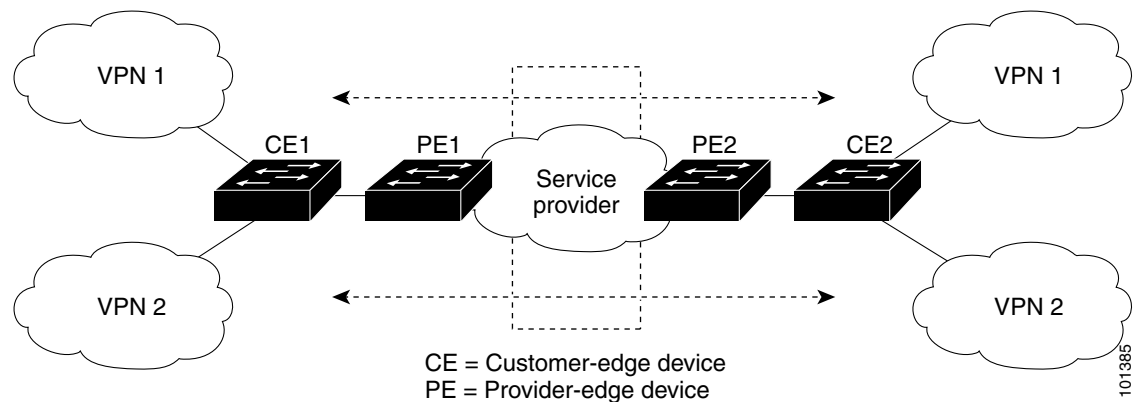 VPN 1
VPN 1
CE1
PE1
PE2
CE2
Service
provider
VPN 2
VPN 2
CE = Customer-edge device
PE = Provider-edge device
101385